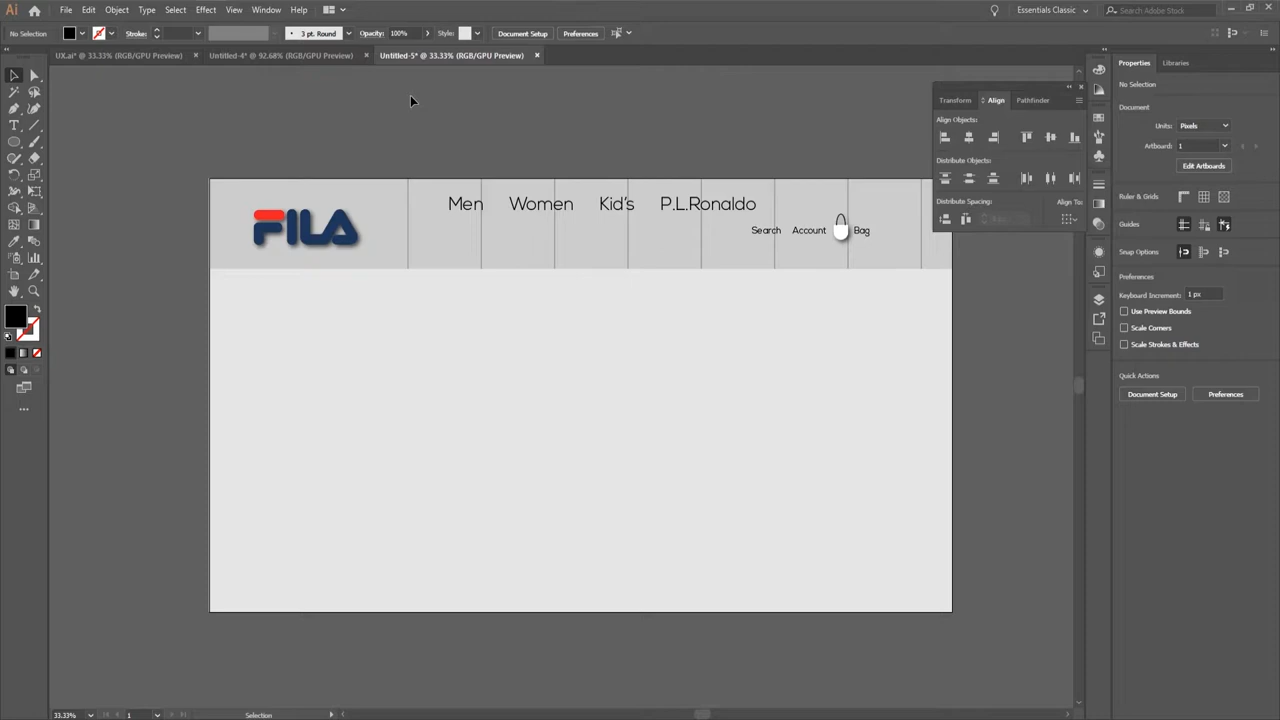 Ai File Edit Object Type Select Effect View Window Help Essentials Classic Search Adobe Stock
No Selection Stroke: 3 pt. Round Opacity: 100% Style: Document Setup Preferences
UX.ai* @ 33.33% (RGB/GPU Preview) × Untitled-4* @ 92.68% (RGB/GPU Preview) × Untitled-5* @ 33.33% (RGB/GPU Preview) ×
Properties Libraries
No Selection
Document
Units: Pixels
Artboard: 1
Edit Artboards
Ruler & Grids
Guides
Snap Options
Preferences
Keyboard Increment: 1 px
Use Preview Bounds
Scale Corners
Scale Strokes & Effects
Quick Actions
Document Setup Preferences
Transform Align Pathfinder
Align Objects:
Distribute Objects:
Distribute Spacing: Align To:
FILA
Men Women Kid's P.L.Ronaldo
Search Account Bag
33.33% 1 Selection